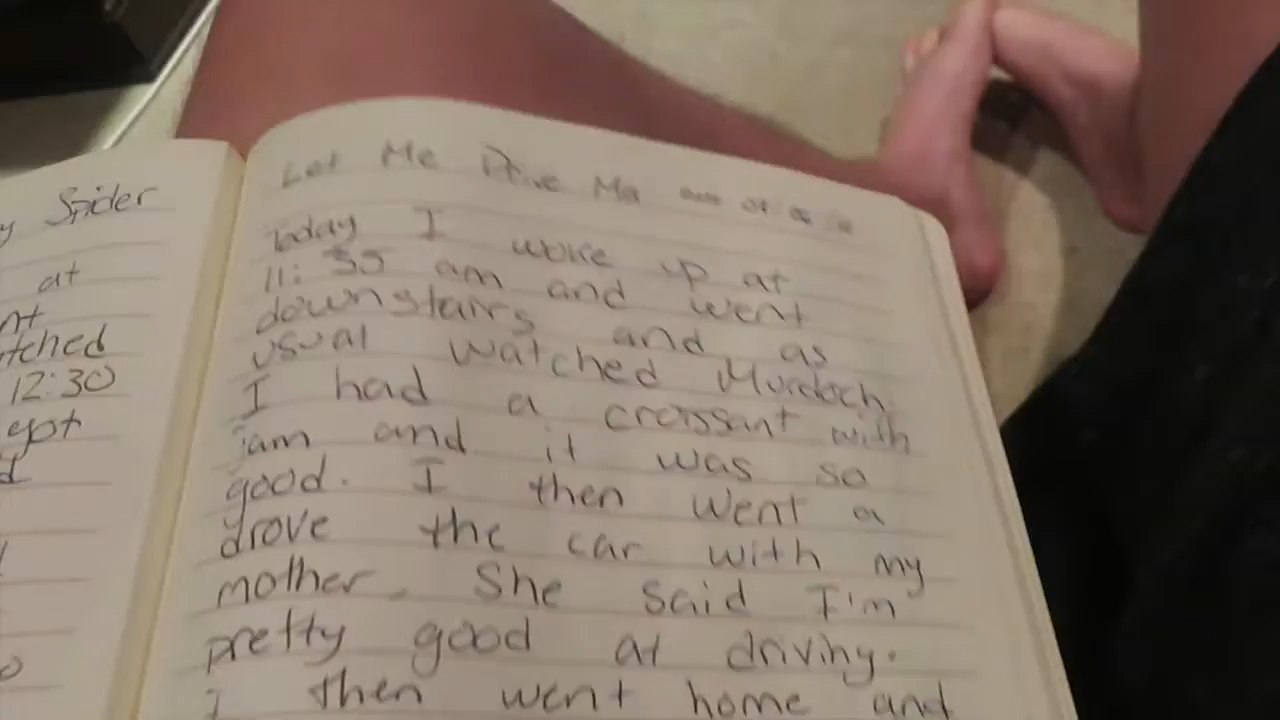 Spider
at
tched
12:30
Let Me Drive Ma
Today I woke up at
11:35 am and went
downstairs and as
usual watched Murdoch.
I had a croissant with
jam and it was so
good. I then went a
drove the car with my
mother. She said I'm
pretty good at driving.
I then went home and